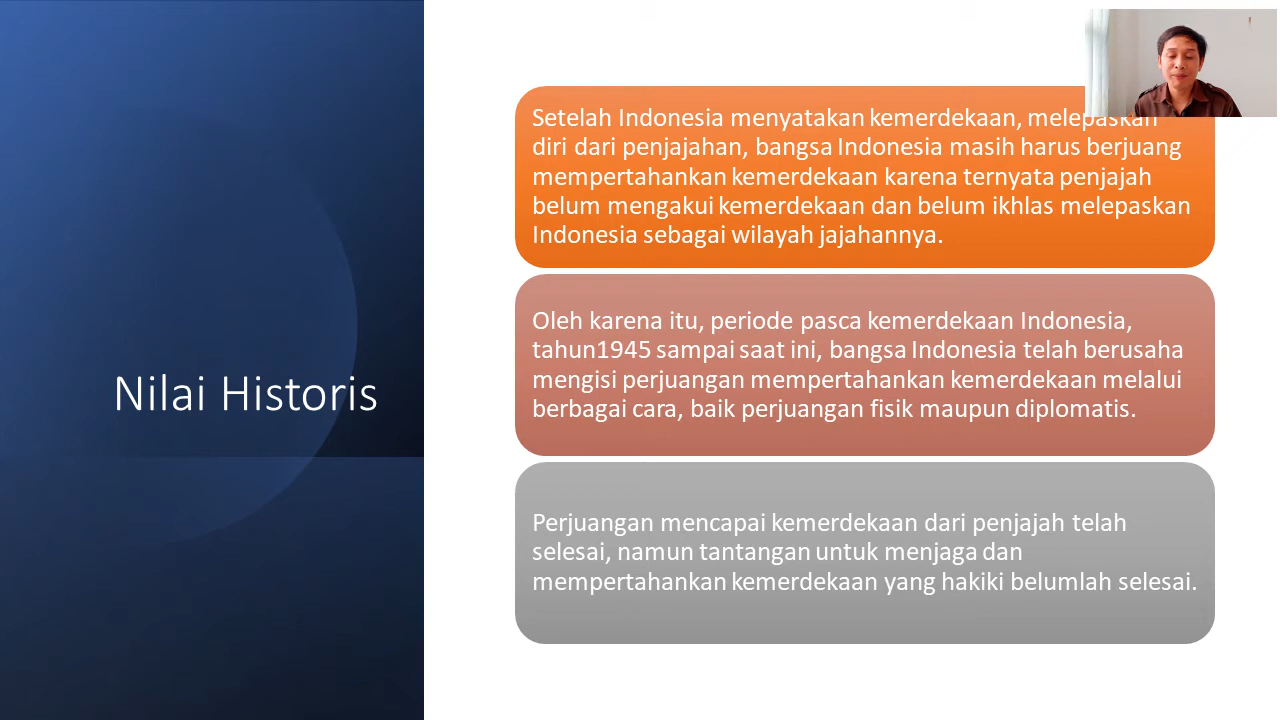 Nilai Historis
Setelah Indonesia menyatakan kemerdekaan, melepaskan
diri dari penjajahan, bangsa Indonesia masih harus berjuang
mempertahankan kemerdekaan karena ternyata penjajah
belum mengakui kemerdekaan dan belum ikhlas melepaskan
Indonesia sebagai wilayah jajahannya.
Oleh karena itu, periode pasca kemerdekaan Indonesia,
tahun1945 sampai saat ini, bangsa Indonesia telah berusaha
mengisi perjuangan mempertahankan kemerdekaan melalui
berbagai cara, baik perjuangan fisik maupun diplomatis.
Perjuangan mencapai kemerdekaan dari penjajah telah
selesai, namun tantangan untuk menjaga dan
mempertahankan kemerdekaan yang hakiki belumlah selesai.